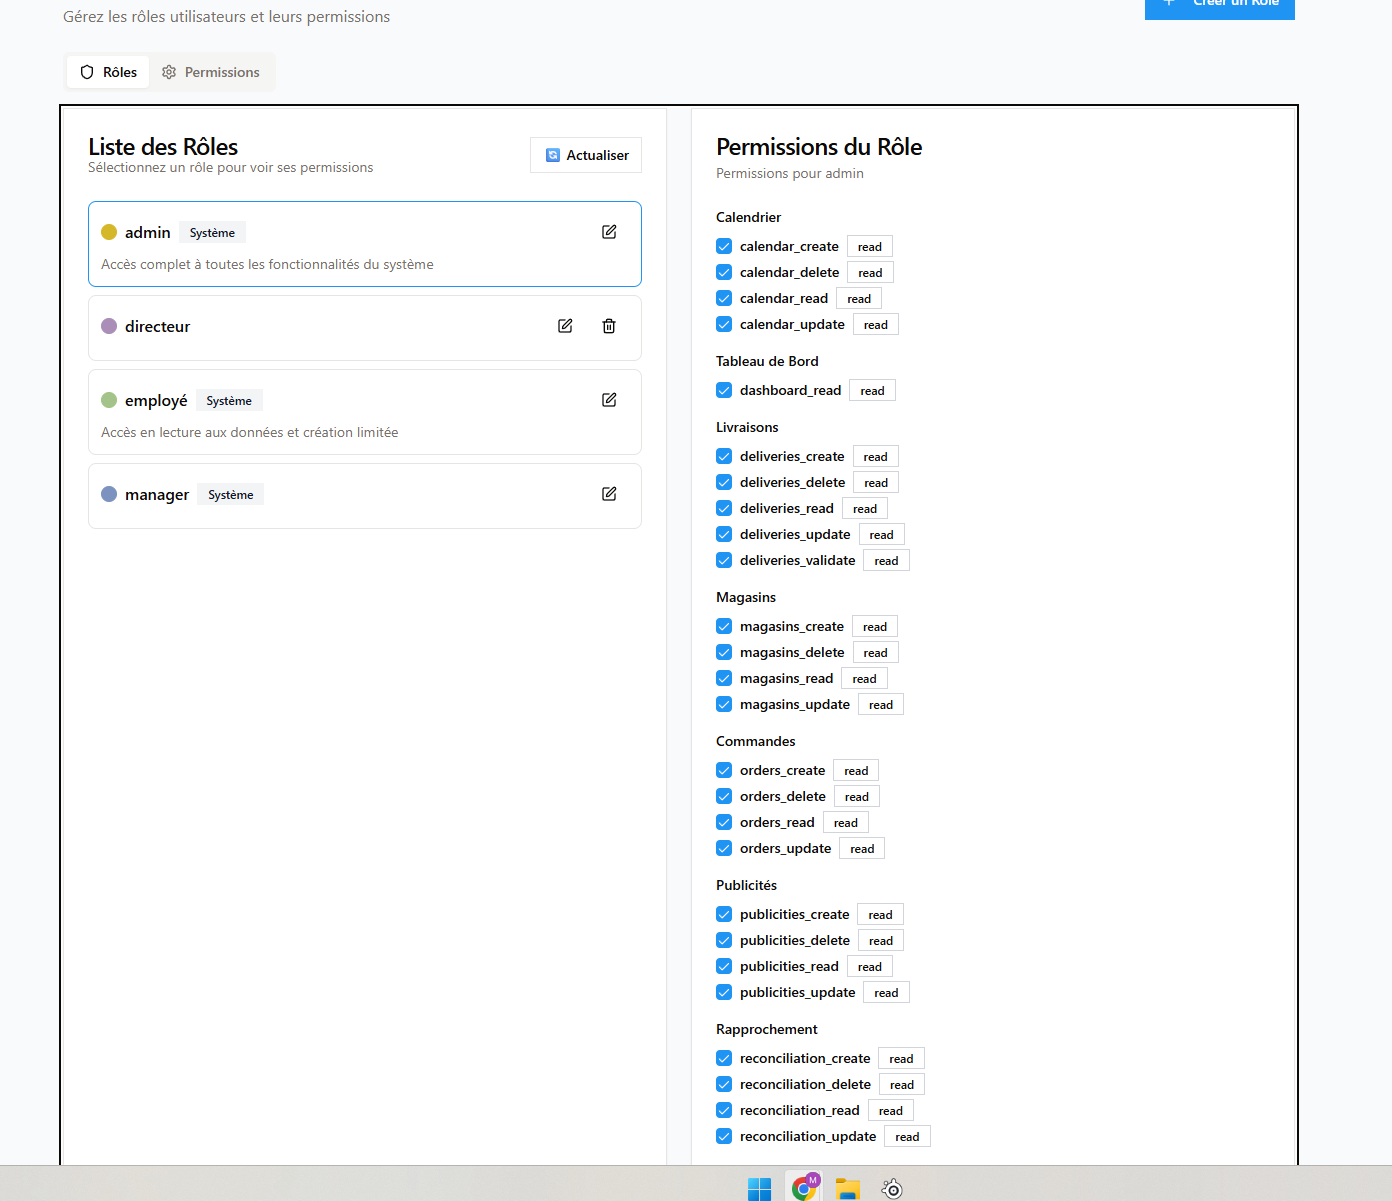 Gérez les rôles utilisateurs et leurs permissions
Créer un Rôle
Rôles
Permissions
Liste des Rôles
Sélectionnez un rôle pour voir ses permissions
Actualiser
admin Système
Accès complet à toutes les fonctionnalités du système
directeur
employé Système
Accès en lecture aux données et création limitée
manager Système
Permissions du Rôle
Permissions pour admin
Calendrier
calendar_create read
calendar_delete read
calendar_read read
calendar_update read
Tableau de Bord
dashboard_read read
Livraisons
deliveries_create read
deliveries_delete read
deliveries_read read
deliveries_update read
deliveries_validate read
Magasins
magasins_create read
magasins_delete read
magasins_read read
magasins_update read
Commandes
orders_create read
orders_delete read
orders_read read
orders_update read
Publicités
publicities_create read
publicities_delete read
publicities_read read
publicities_update read
Rapprochement
reconciliation_create read
reconciliation_delete read
reconciliation_read read
reconciliation_update read
M